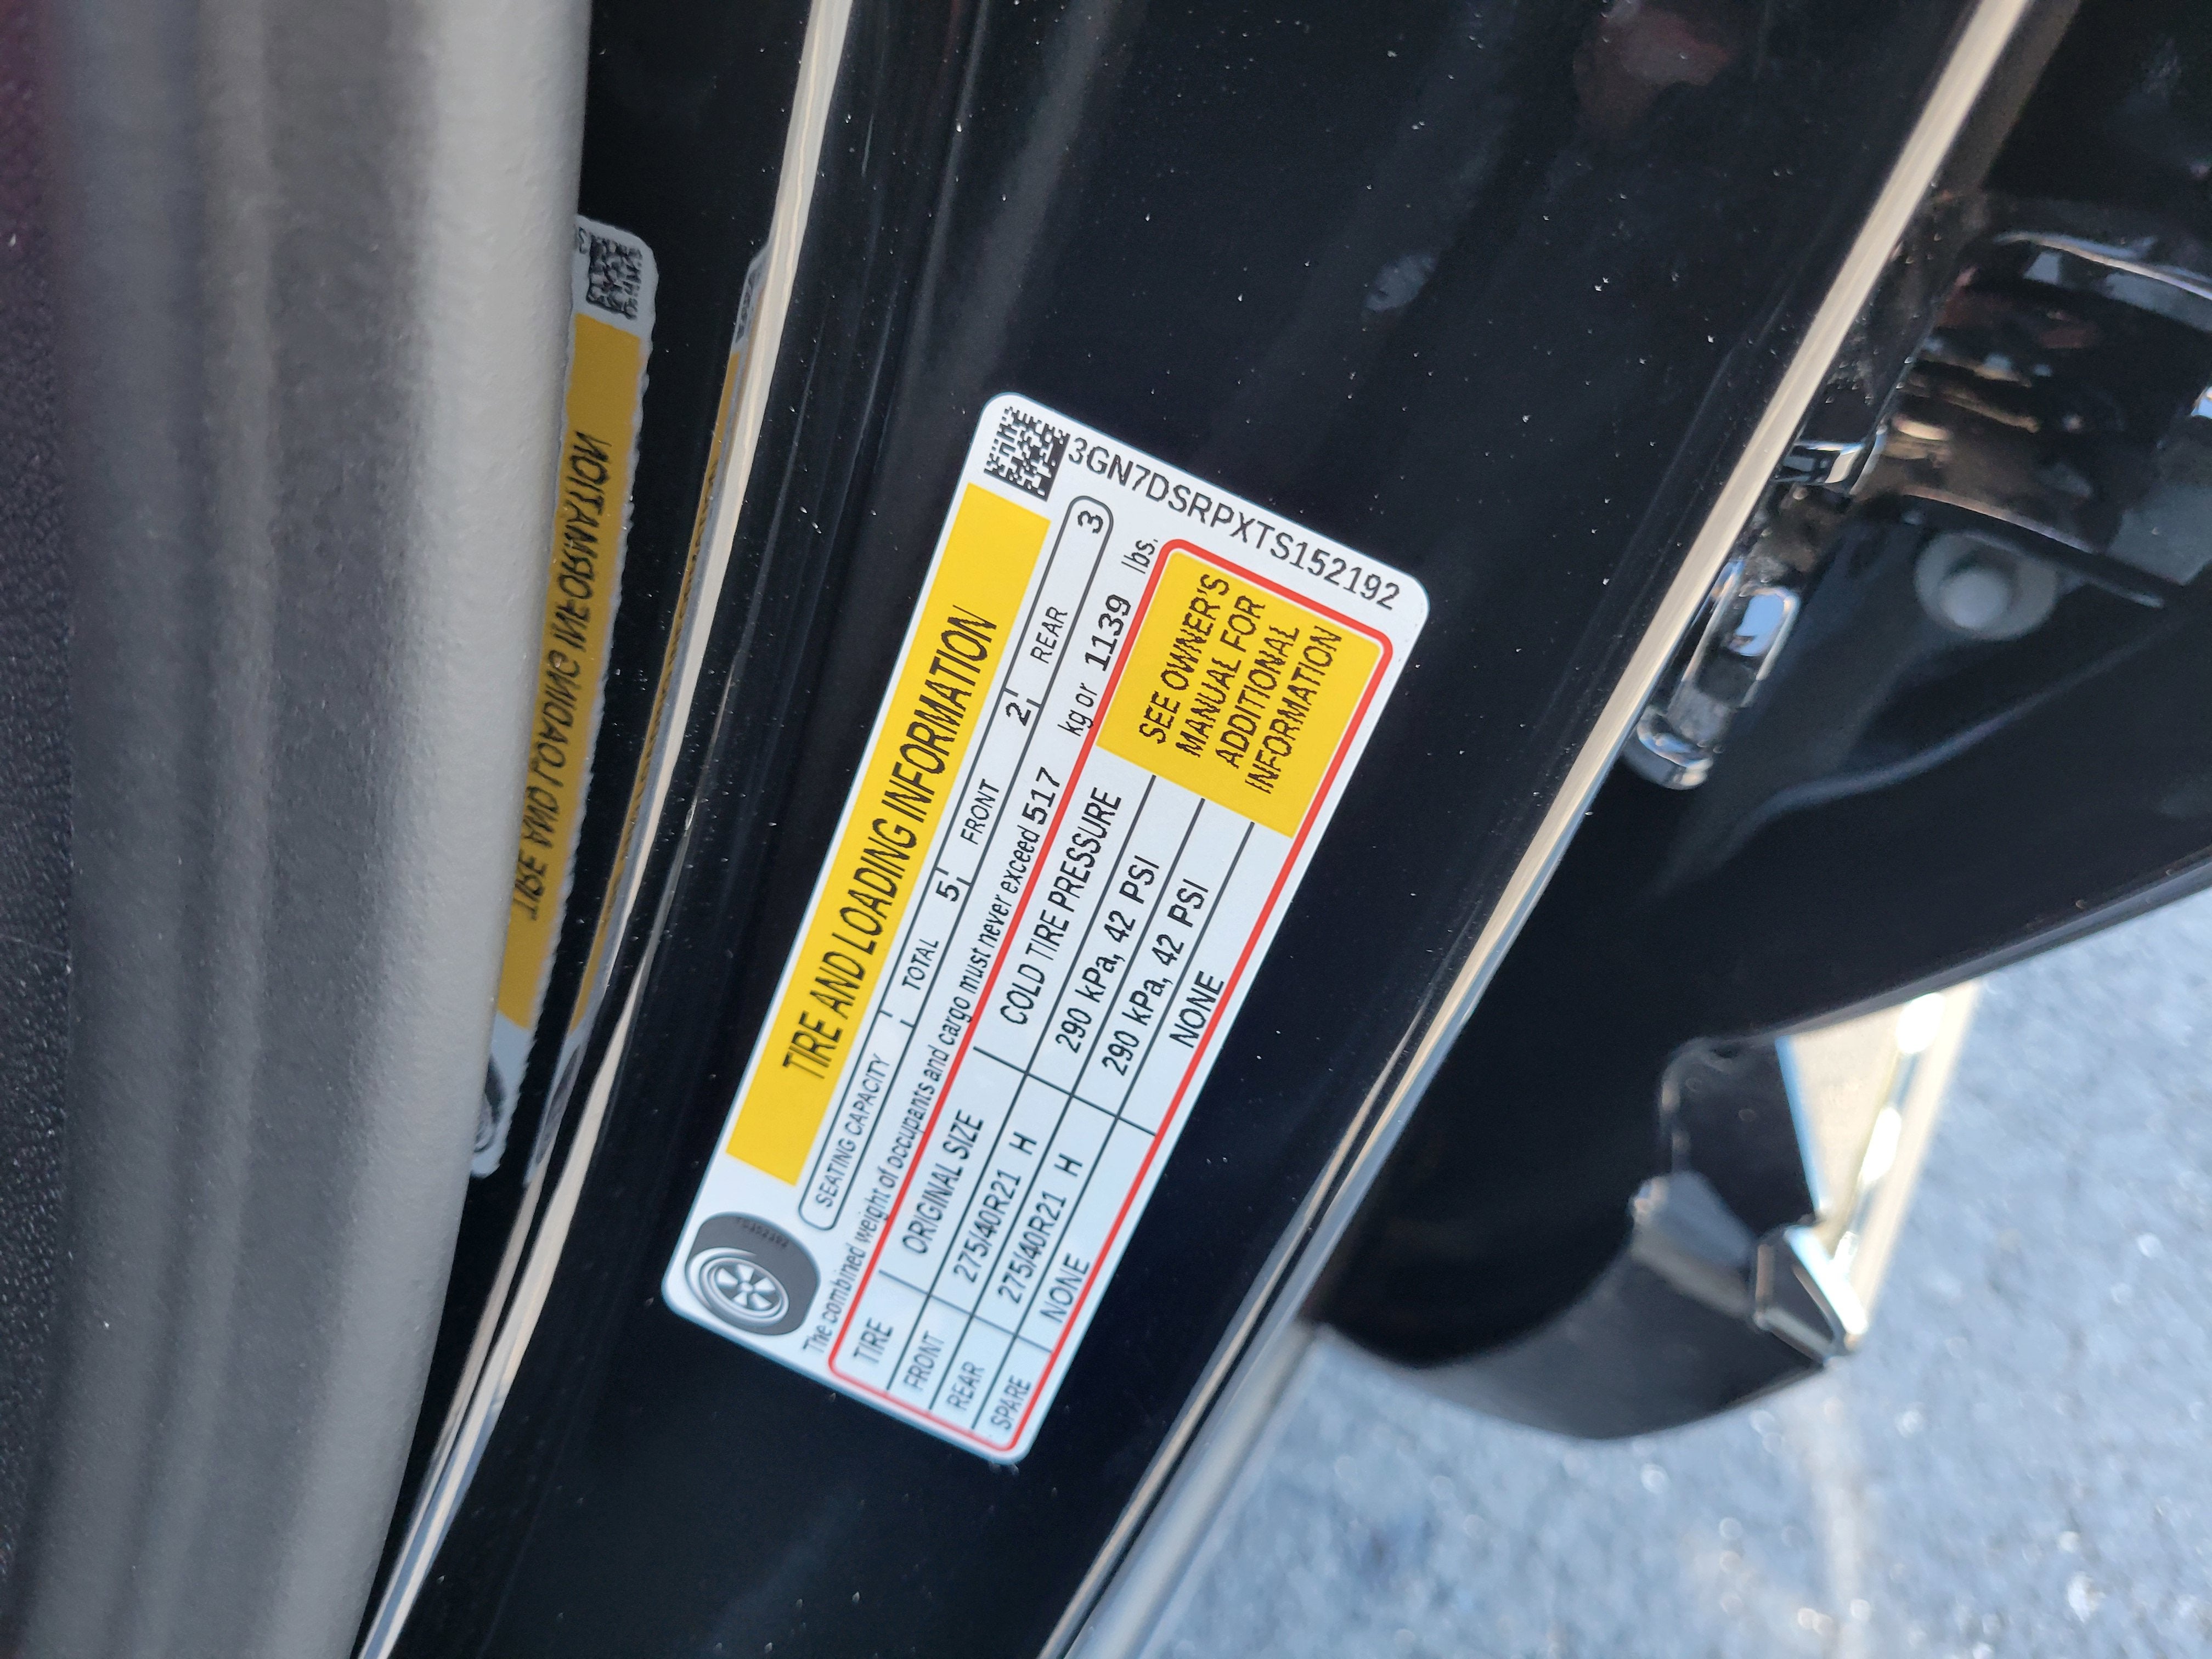 TIRE AND LOADING INFORMATION
SEATING CAPACITY TOTAL 5 FRONT 2 REAR 3
The combined weight of occupants and cargo must never exceed 517 kg or 1139 lbs.
TIRE ORIGINAL SIZE COLD TIRE PRESSURE
FRONT 275/40R21 H 290 kPa, 42 PSI
REAR 275/40R21 H 290 kPa, 42 PSI
SPARE NONE NONE
SEE OWNER'S
MANUAL FOR
ADDITIONAL
INFORMATION
3GN7DSRPXTS152192
TIRE AND LOADING INFORMATION